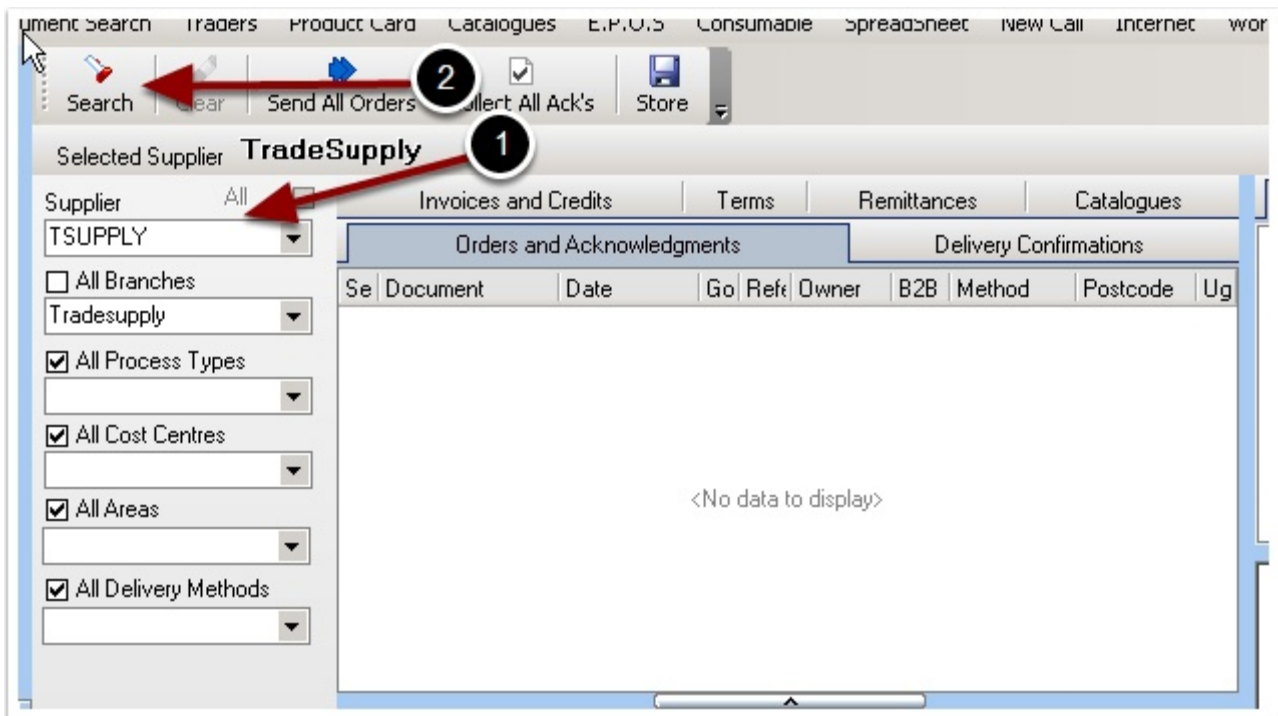 ument Search Traders Product Card Catalogues E.P.O.S Consumable SpreadSheet New Call Internet Wor
Search Clear Send All Orders 2 Collect All Ack's Store
Selected Supplier TradeSupply 1
Supplier All
TSUPPLY
All Branches
Tradesupply
All Process Types
All Cost Centres
All Areas
All Delivery Methods
Invoices and Credits Terms Remittances Catalogues
Orders and Acknowledgments Delivery Confirmations
Se Document Date Go Refe Owner B2B Method Postcode Ug
<No data to display>